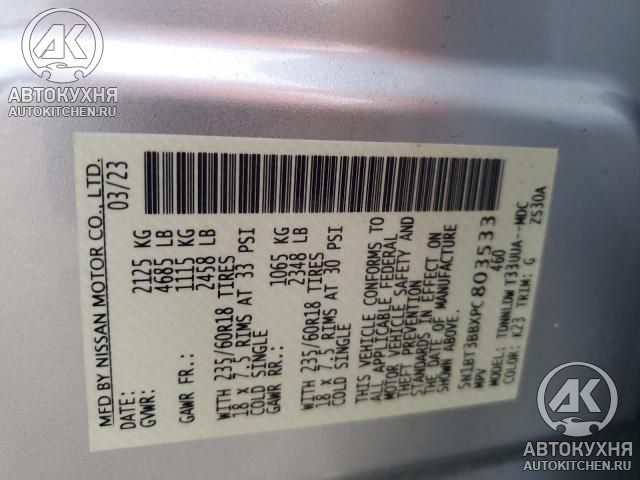 АВТОКУХНЯ
AUTOKITCHEN.RU
MFD BY NISSAN MOTOR CO., LTD.
DATE: 03/23
GVWR: 2125 KG
4685 LB
GAWR FR.: 1115 KG
2458 LB
WITH 235/60R18 TIRES
18 X 7.5 RIMS AT 33 PSI
COLD SINGLE
GAWR RR.: 1065 KG
2348 LB
WITH 235/60R18 TIRES
18 X 7.5 RIMS AT 30 PSI
COLD SINGLE
THIS VEHICLE CONFORMS TO
ALL APPLICABLE FEDERAL
MOTOR VEHICLE SAFETY AND
THEFT PREVENTION
STANDARDS IN EFFECT ON
THE DATE OF MANUFACTURE
SHOWN ABOVE.
5N1BT3BBXPC803533
MPV 460
MODEL: TDNNLDW T33UUA--MDC
COLOR: K23 TRIM: G ZS30A
АВТОКУХНЯ
AUTOKITCHEN.RU